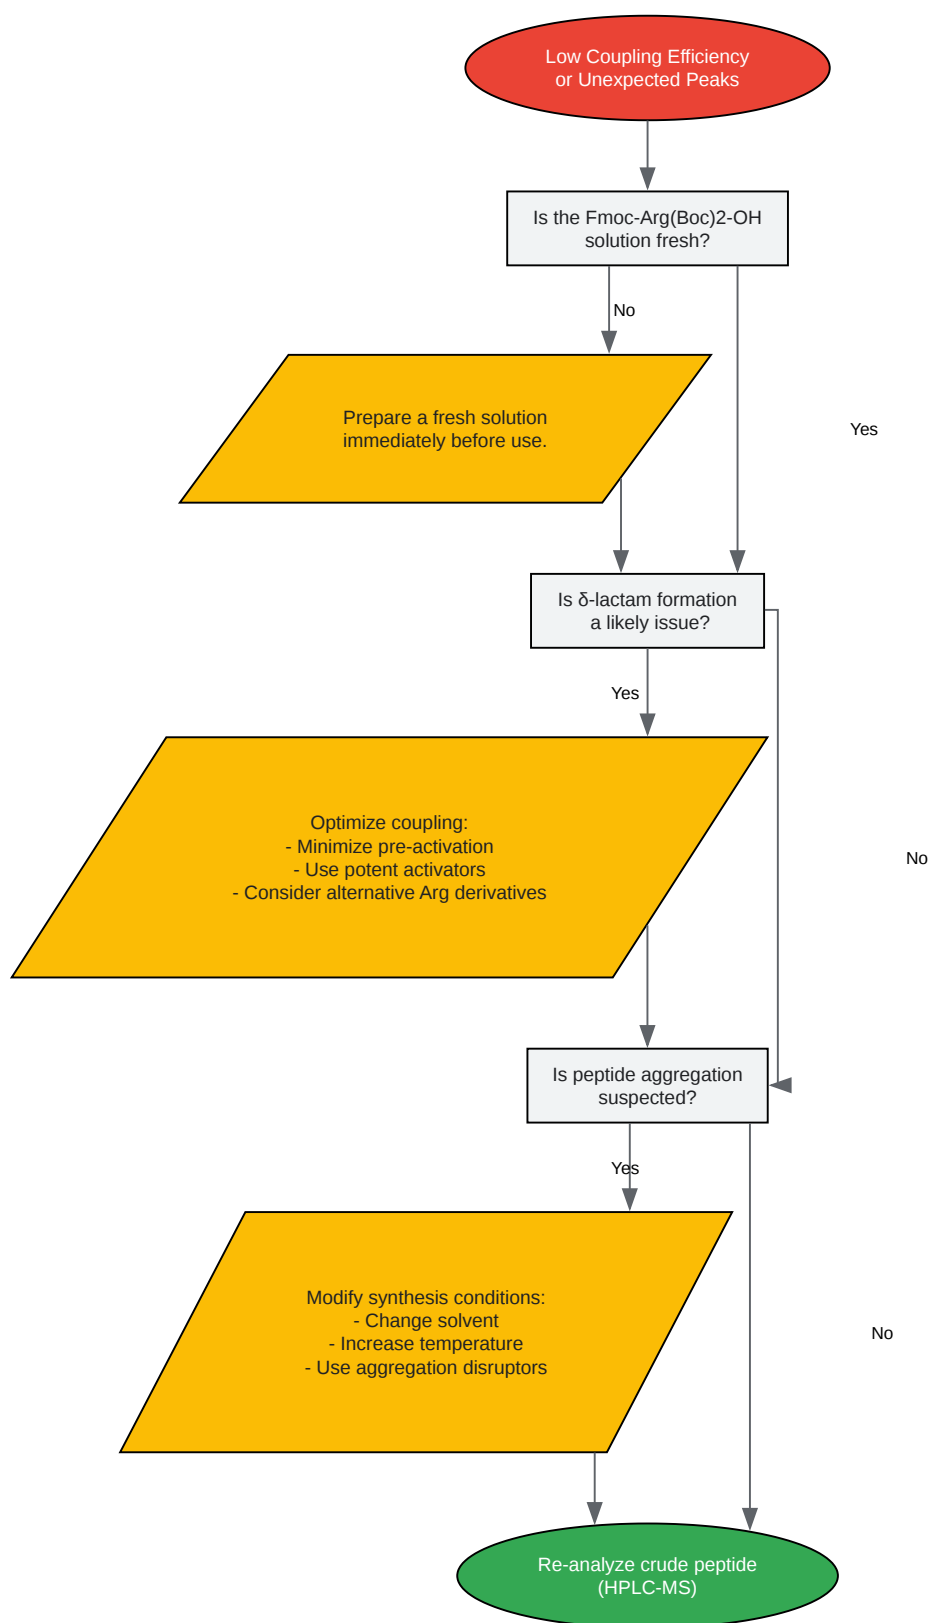 Low Coupling Efficiency
or Unexpected Peaks
Is the Fmoc-Arg(Boc)2-OH
solution fresh?
No
Prepare a fresh solution
immediately before use.
Yes
Is δ-lactam formation
a likely issue?
Yes
Optimize coupling:
- Minimize pre-activation
- Use potent activators
- Consider alternative Arg derivatives
No
Is peptide aggregation
suspected?
Yes
Modify synthesis conditions:
- Change solvent
- Increase temperature
- Use aggregation disruptors
No
Re-analyze crude peptide
(HPLC-MS)